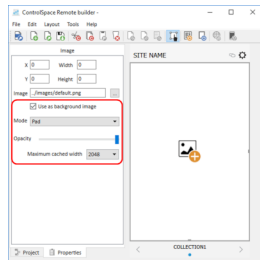 ControlSpace Remote builder -
File Edit Layout Tools Help
Image
X 0 Width 0
Y 0 Height 0
Image ../images/default.png ...
Use as background image
Mode Pad
Opacity
Maximum cached width 2048
Project Properties
SITE NAME
COLLECTION1